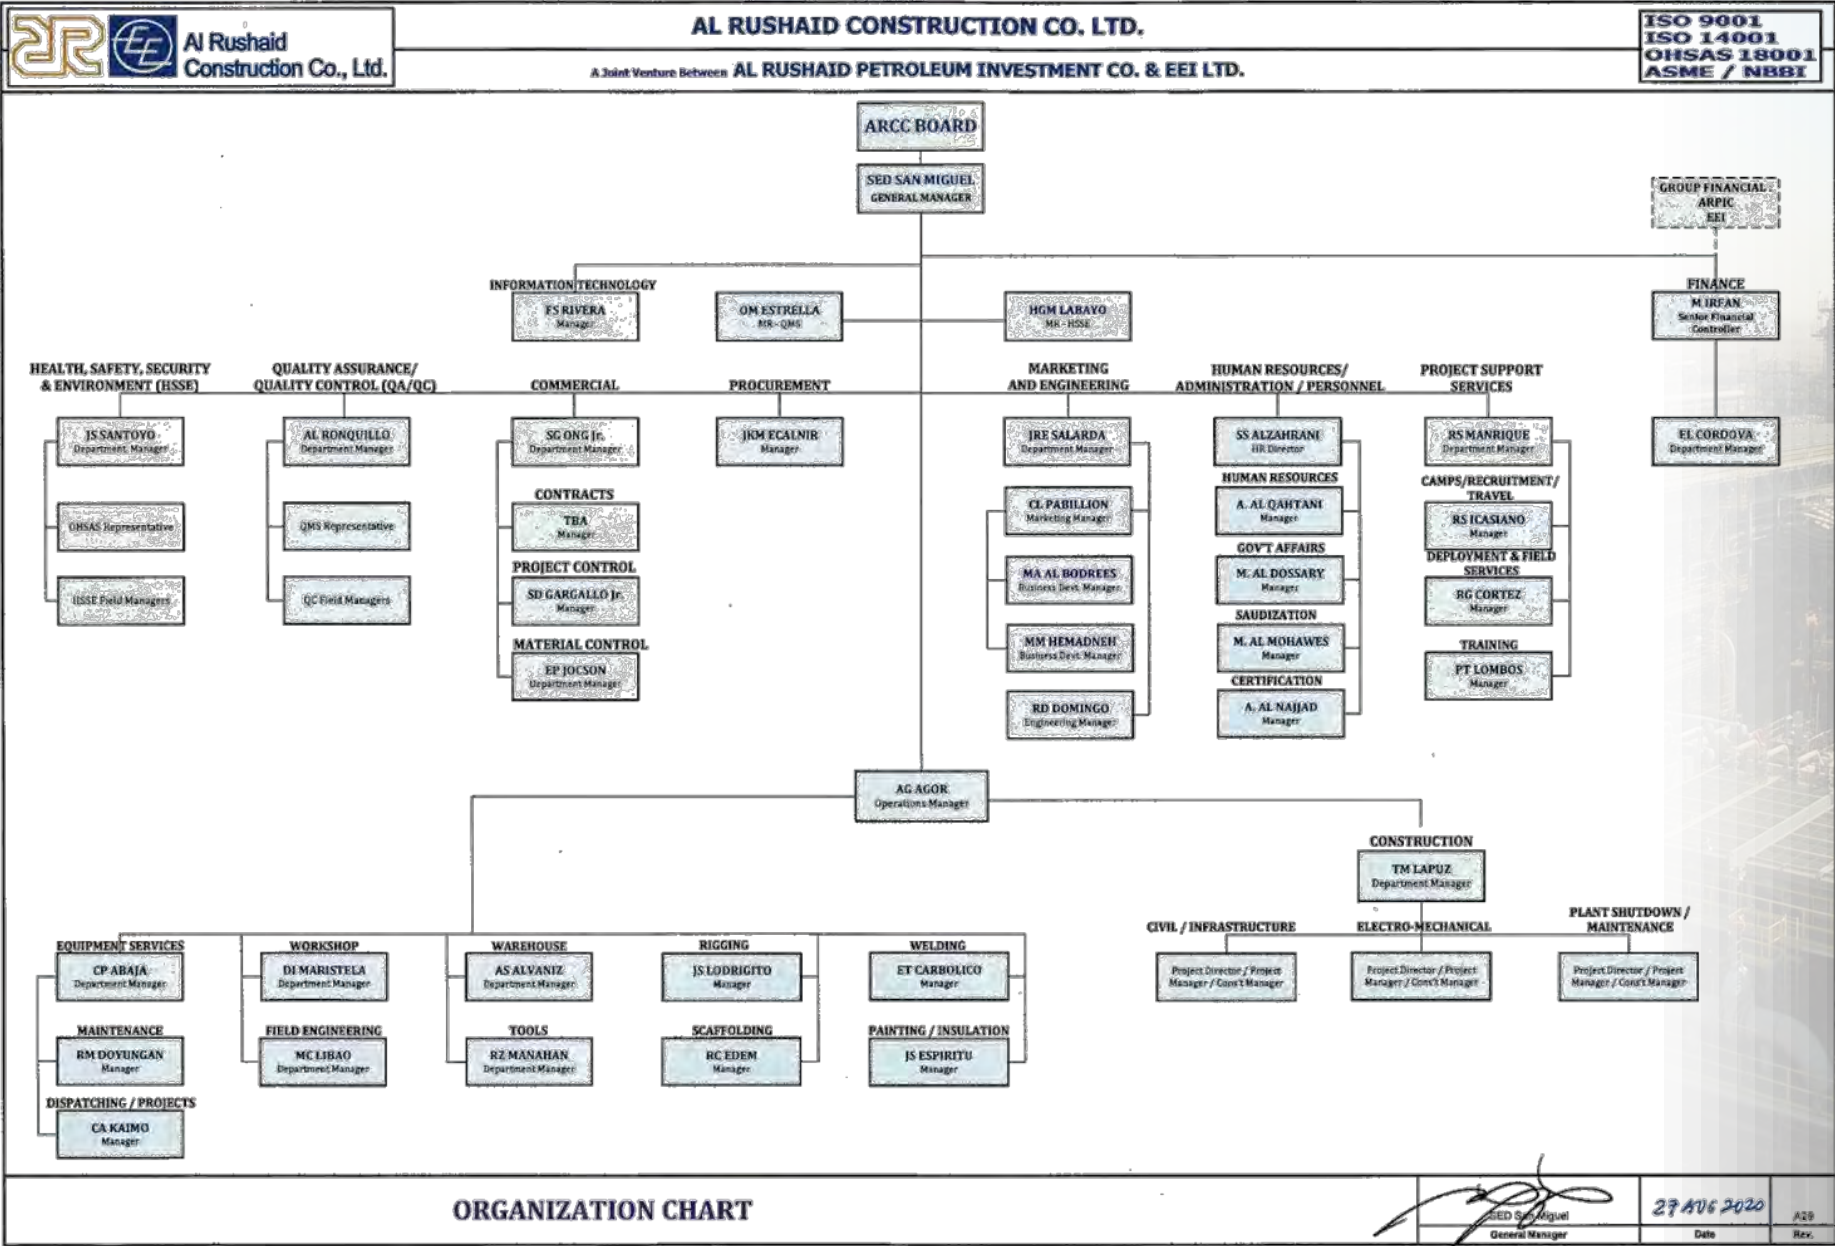 Al Rushaid
Construction Co., Ltd.
AL RUSHAID CONSTRUCTION CO. LTD.
A Joint Venture Between AL RUSHAID PETROLEUM INVESTMENT CO. & EEI LTD.
ISO 9001
ISO 14001
OHSAS 18001
ASME / NBBI
ARCC BOARD
SED SAN MIGUEL
GENERAL MANAGER
GROUP FINANCIAL
ARPIC
EEI
INFORMATION TECHNOLOGY
FS RIVERA
Manager
OM ESTRELLA
MR - QMS
HGM LABAYO
MR - HSSE
FINANCE
M IRFAN
Senior Financial
Controller
EL CORDOVA
Department Manager
HEALTH, SAFETY, SECURITY
& ENVIRONMENT (HSSE)
JS SANTOYO
Department Manager
OHSAS Representative
HSSE Field Managers
QUALITY ASSURANCE/
QUALITY CONTROL (QA/QC)
AL RONQUILLO
Department Manager
QMS Representative
QC Field Managers
COMMERCIAL
SG ONG Jr.
Department Manager
CONTRACTS
TBA
Manager
PROJECT CONTROL
SD GARGALLO Jr.
Manager
MATERIAL CONTROL
EP JOCSON
Department Manager
PROCUREMENT
JKM ECALNIR
Manager
MARKETING
AND ENGINEERING
JRE SALARDA
Department Manager
CL PABILLION
Marketing Manager
MA AL BODREES
Business Devt. Manager
MM HEMADNEH
Business Devt. Manager
RD DOMINGO
Engineering Manager
HUMAN RESOURCES/
ADMINISTRATION / PERSONNEL
SS ALZAHRANI
HR Director
HUMAN RESOURCES
A. AL QAHTANI
Manager
GOV'T AFFAIRS
M. AL DOSSARY
Manager
SAUDIZATION
M. AL MOHAWES
Manager
CERTIFICATION
A. AL NAJJAD
Manager
PROJECT SUPPORT
SERVICES
RS MANRIQUE
Department Manager
CAMPS/RECRUITMENT/
TRAVEL
RS ICASIANO
Manager
DEPLOYMENT & FIELD
SERVICES
RG CORTEZ
Manager
TRAINING
PT LOMBOS
Manager
AG AGOR
Operations Manager
CONSTRUCTION
TM LAPUZ
Department Manager
CIVIL / INFRASTRUCTURE
Project Director / Project
Manager / Cons't Manager
ELECTRO-MECHANICAL
Project Director / Project
Manager / Cons't Manager
PLANT SHUTDOWN /
MAINTENANCE
Project Director / Project
Manager / Cons't Manager
EQUIPMENT SERVICES
CP ABAJA
Department Manager
MAINTENANCE
RM DOYUNGAN
Manager
DISPATCHING / PROJECTS
CA KAIMO
Manager
WORKSHOP
DI MARISTELA
Department Manager
FIELD ENGINEERING
MC LIBAO
Department Manager
WAREHOUSE
AS ALVANIZ
Department Manager
TOOLS
RZ MANAHAN
Department Manager
RIGGING
JS LODRIGITO
Manager
SCAFFOLDING
RC EDEM
Manager
WELDING
ET CARBOLICO
Manager
PAINTING / INSULATION
JS ESPIRITU
Manager
ORGANIZATION CHART
SED San Miguel
General Manager
27 AUG 2020
Date
A29
Rev.